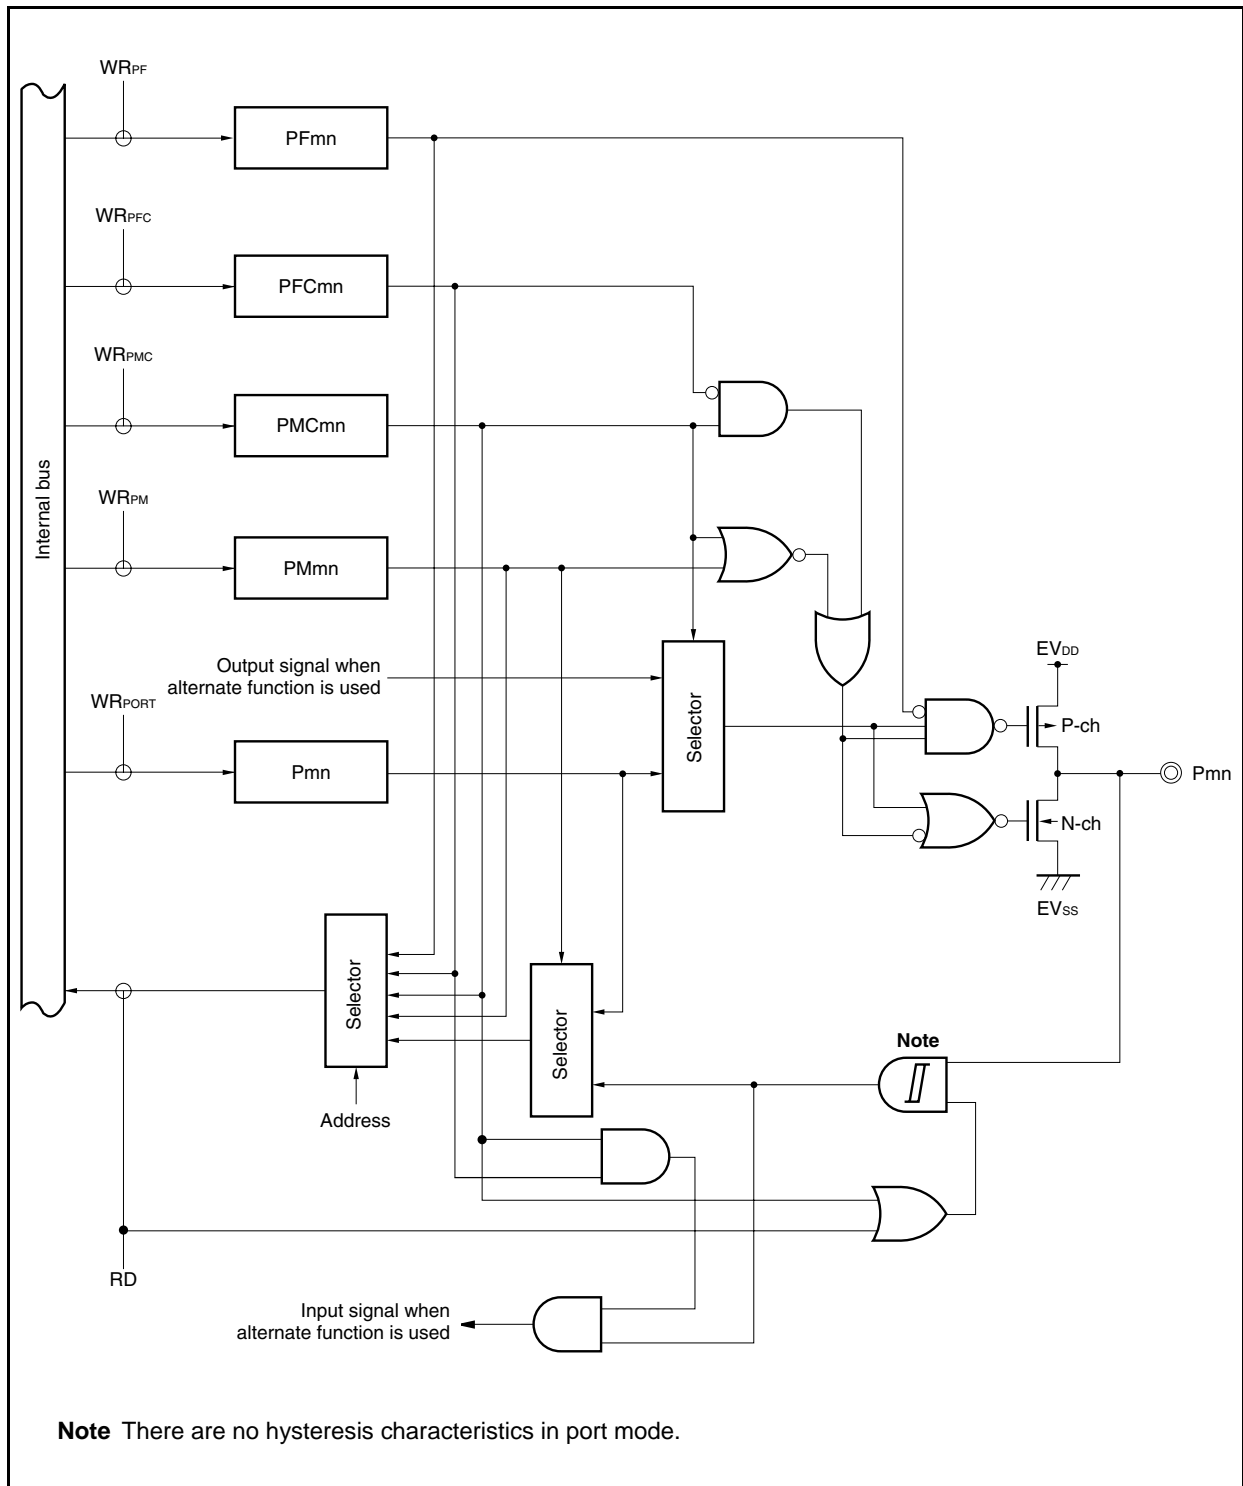 WRPF
PFmn
WRPFC
PFCmn
WRPMC
PMCmn
Internal bus
WRPM
PMmn
Output signal when
alternate function is used
Selector
EVDD
P-ch
WRPORT
Pmn
Pmn
N-ch
EVSS
Selector
Selector
Note
Address
RD
Input signal when
alternate function is used
Note There are no hysteresis characteristics in port mode.